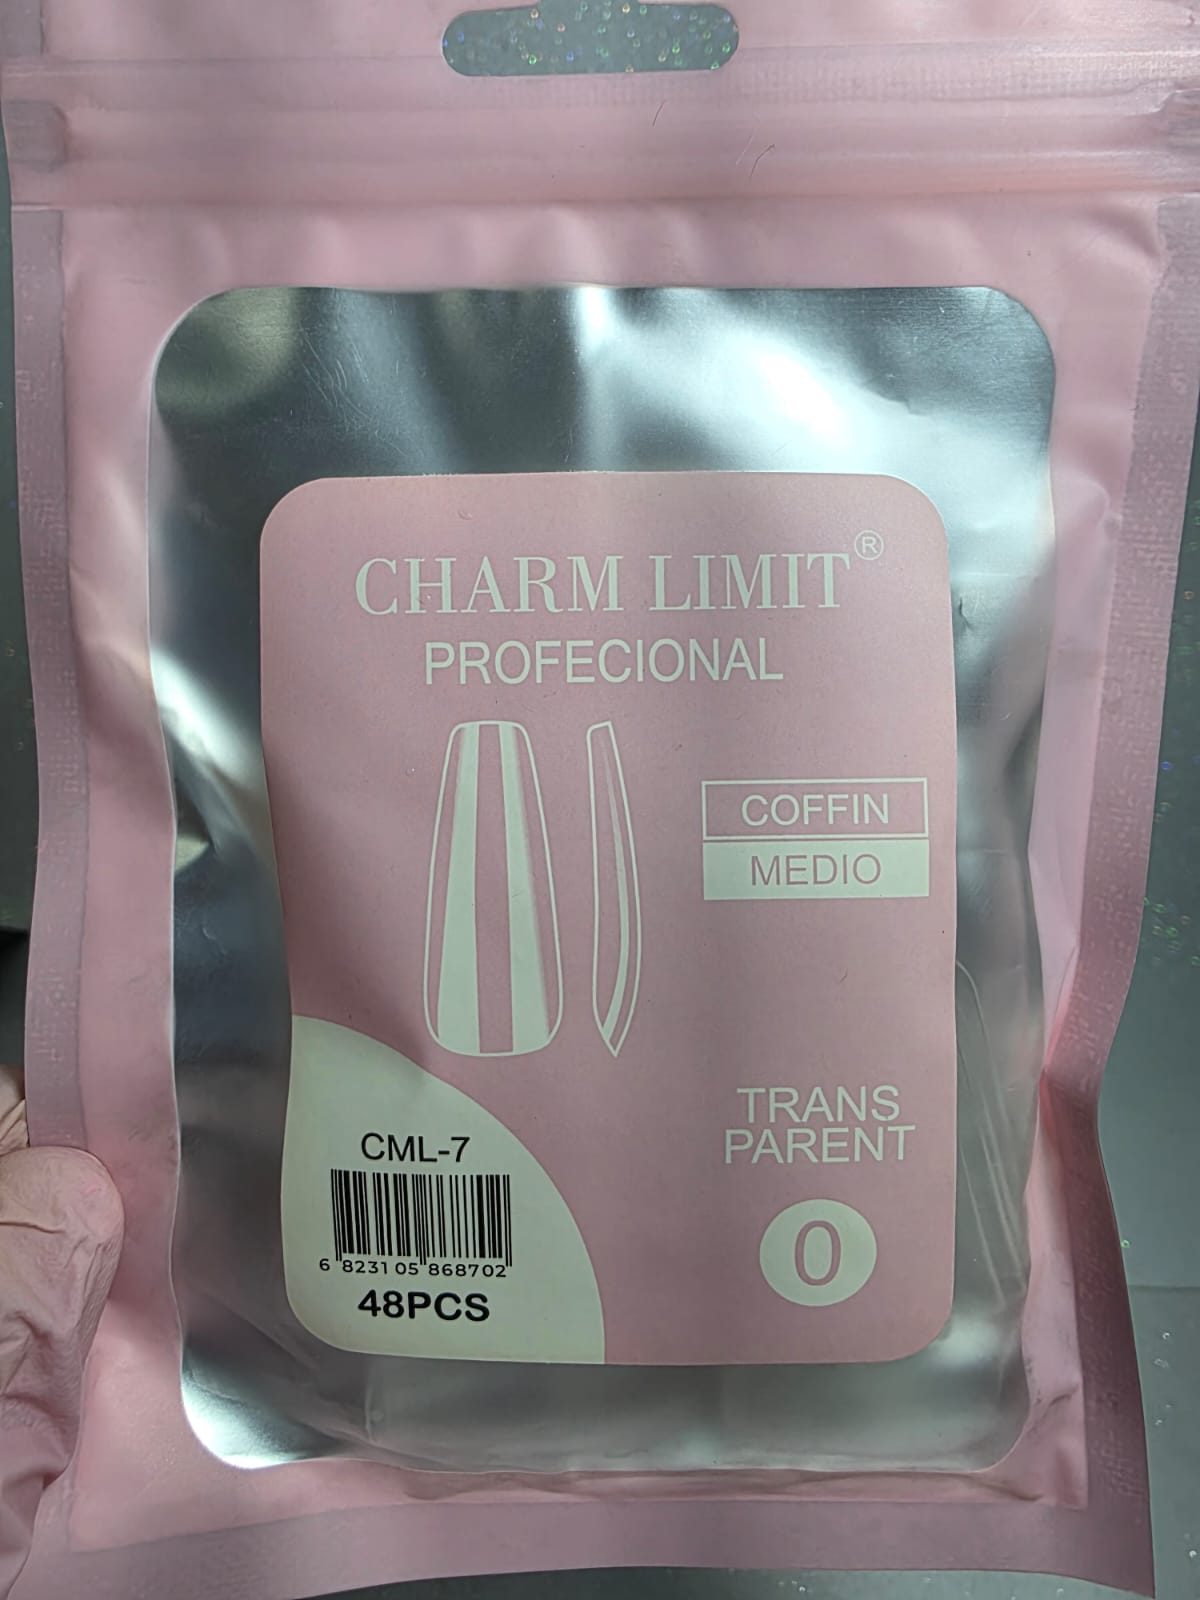 CHARM LIMIT®
PROFECIONAL
COFFIN
MEDIO
TRANS
PARENT
0
CML-7
6 823105 868702
48PCS